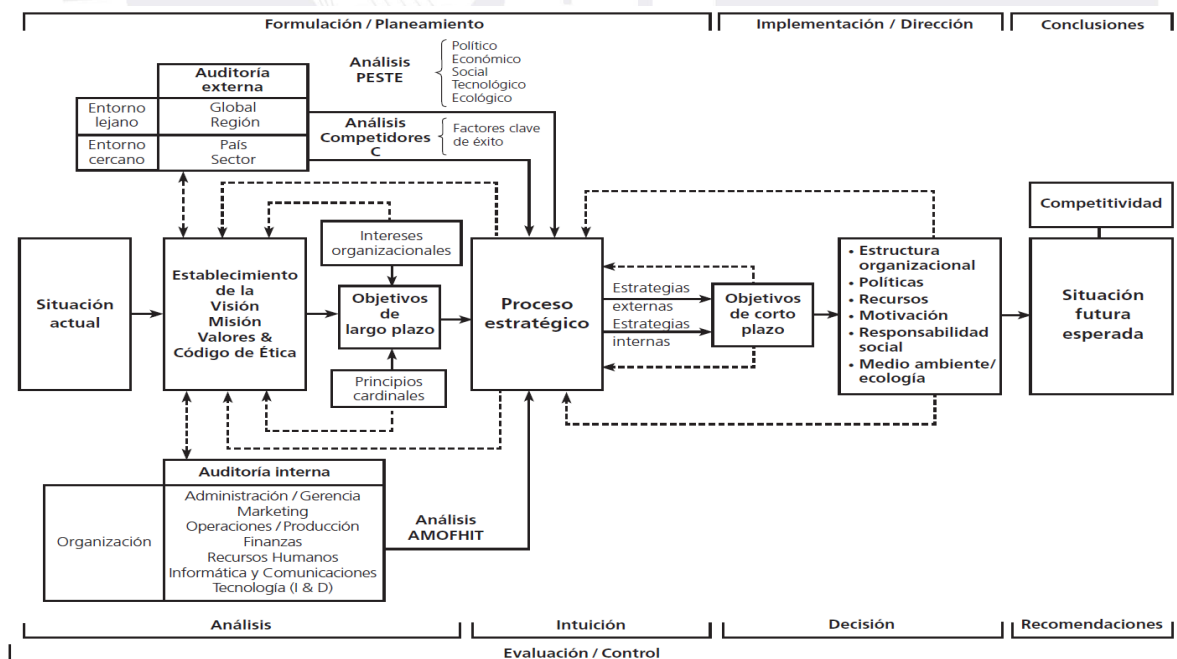 Formulación / Planeamiento
Implementación / Dirección
Conclusiones
Auditoría
externa
Entorno
lejano
Global
Región
Entorno
cercano
País
Sector
Análisis
PESTE
Político
Económico
Social
Tecnológico
Ecológico
Análisis
Competidores
C
Factores clave
de éxito
Situación
actual
Establecimiento
de la
Visión
Misión
Valores &
Código de Ética
Intereses
organizacionales
Objetivos
de
largo plazo
Principios
cardinales
Proceso
estratégico
Estrategias
externas
Estrategias
internas
Objetivos
de corto
plazo
• Estructura
organizacional
• Políticas
• Recursos
• Motivación
• Responsabilidad
social
• Medio ambiente/
ecología
Competitividad
Situación
futura
esperada
Organización
Auditoría interna
Administración / Gerencia
Marketing
Operaciones / Producción
Finanzas
Recursos Humanos
Informática y Comunicaciones
Tecnología (I & D)
Análisis
AMOFHIT
Análisis
Intuición
Decisión
Recomendaciones
Evaluación / Control